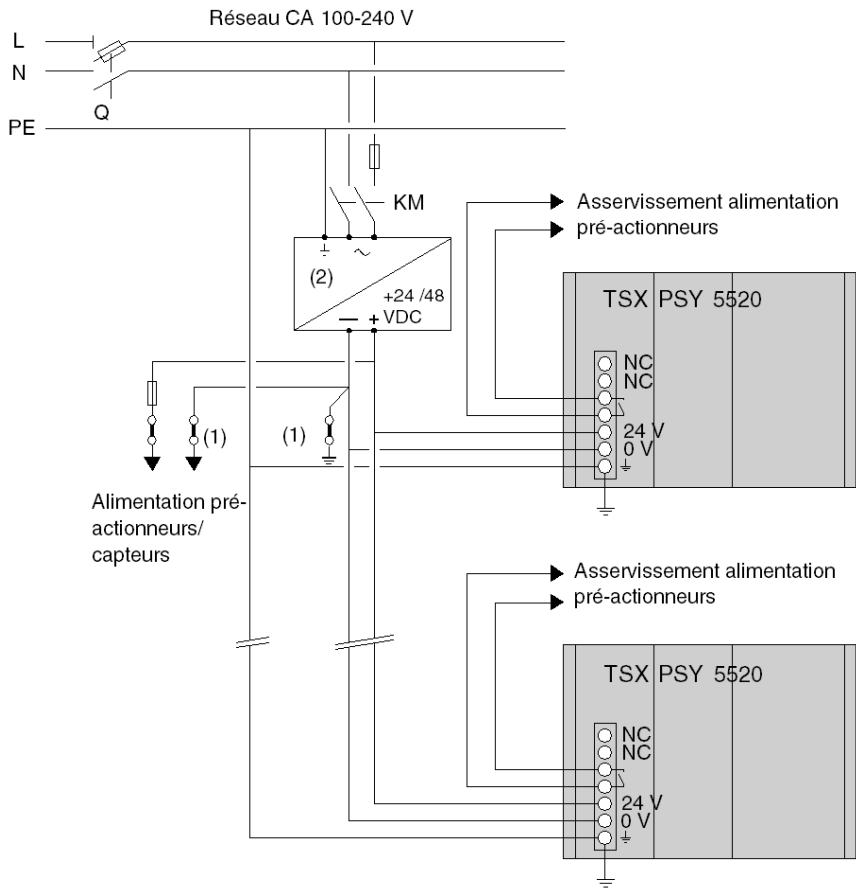 Réseau CA 100-240 V
L
N
Q
PE
KM
(2)
+24 /48
VDC
— +
Asservissement alimentation
pré-actionneurs
TSX PSY 5520
NC
NC
24 V
0 V
(1)
(1)
Alimentation pré-
actionneurs/
capteurs
Asservissement alimentation
pré-actionneurs
TSX PSY 5520
NC
NC
24 V
0 V